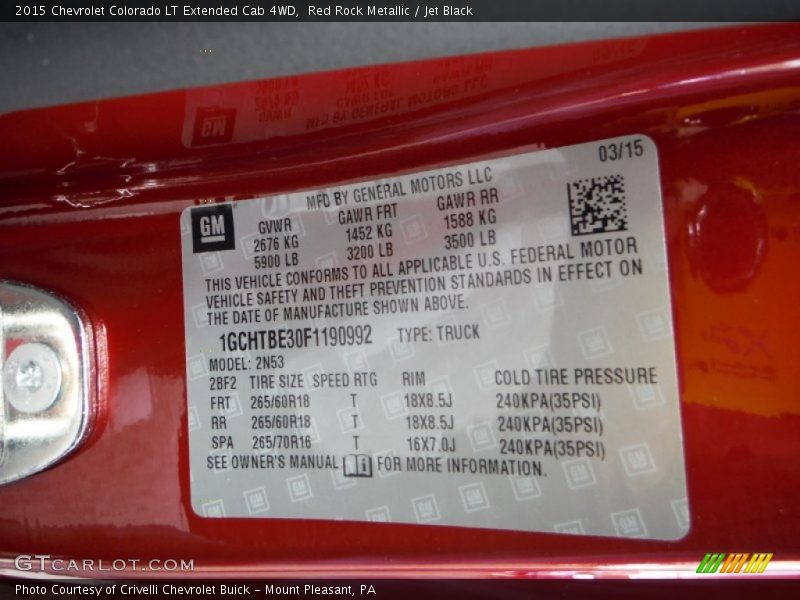 2015 Chevrolet Colorado LT Extended Cab 4WD, Red Rock Metallic / Jet Black
03/15
MFD BY GENERAL MOTORS LLC
GM
GVWR GAWR FRT GAWR RR
2676 KG 1452 KG 1588 KG
5900 LB 3200 LB 3500 LB
THIS VEHICLE CONFORMS TO ALL APPLICABLE U.S. FEDERAL MOTOR
VEHICLE SAFETY AND THEFT PREVENTION STANDARDS IN EFFECT ON
THE DATE OF MANUFACTURE SHOWN ABOVE.
1GCHTBE30F1190992 TYPE: TRUCK
MODEL: 2N53
2BF2 TIRE SIZE SPEED RTG RIM COLD TIRE PRESSURE
FRT 265/60R18 T 18X8.5J 240KPA(35PSI)
RR 265/60R18 T 18X8.5J 240KPA(35PSI)
SPA 265/70R16 T 16X7.0J 240KPA(35PSI)
SEE OWNER'S MANUAL FOR MORE INFORMATION.
GTCARLOT.COM
Photo Courtesy of Crivelli Chevrolet Buick - Mount Pleasant, PA